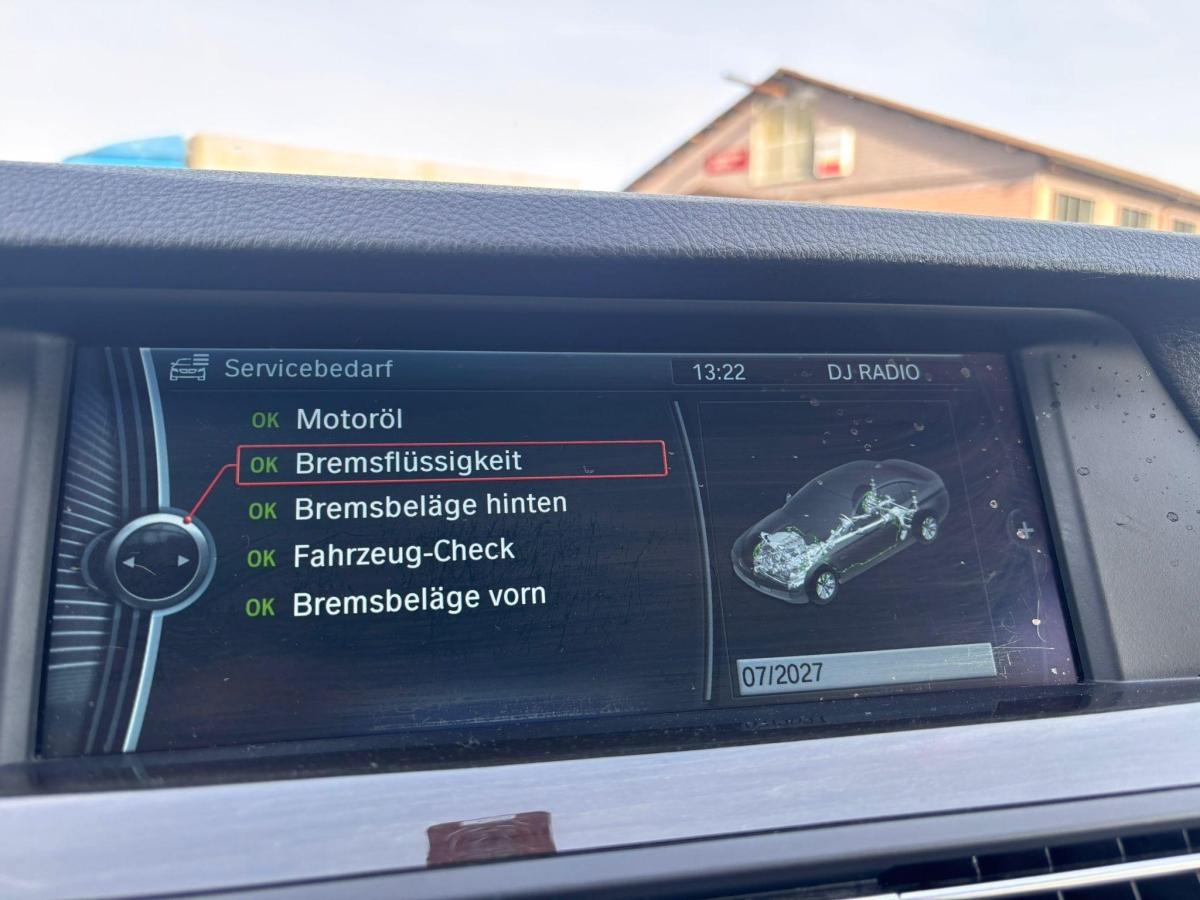 Servicebedarf
13:22
DJ RADIO
OK Motoröl
OK Bremsflüssigkeit
OK Bremsbeläge hinten
OK Fahrzeug-Check
OK Bremsbeläge vorn
07/2027